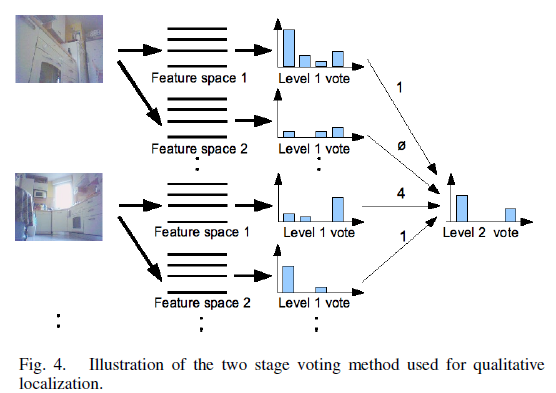 Feature space 1
Level 1 vote
1
Feature space 2
Level 1 vote
ø
Feature space 1
Level 1 vote
4
Level 2 vote
Feature space 2
Level 1 vote
1
Fig. 4. Illustration of the two stage voting method used for qualitative
localization.